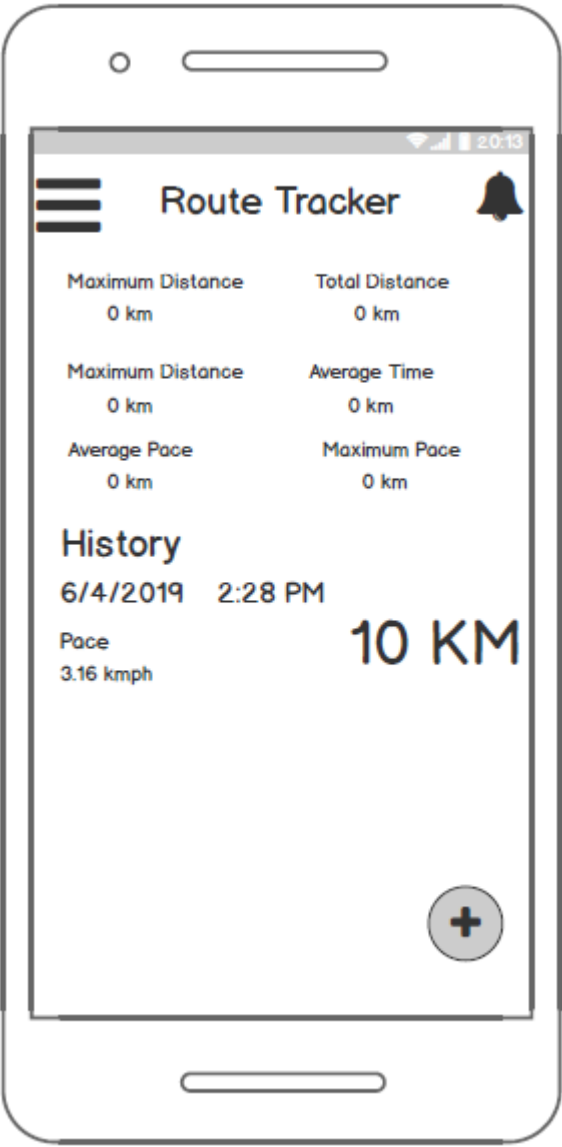 20:13
Route Tracker
Maximum Distance Total Distance
0 km 0 km
Maximum Distance Average Time
0 km 0 km
Average Pace Maximum Pace
0 km 0 km
History
6/4/2019 2:28 PM
10 KM
Pace
3.16 kmph